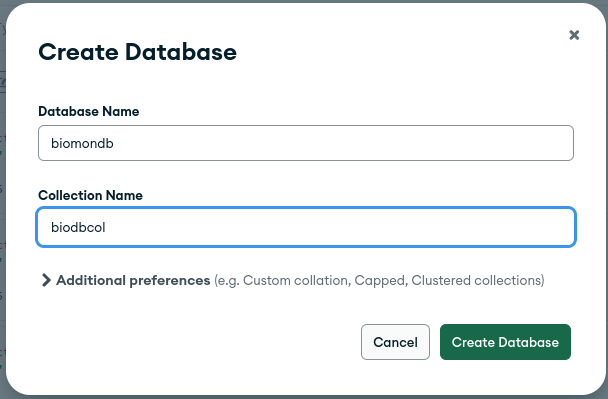 Create Database
Database Name
biomondb
Collection Name
biodbcol
Additional preferences (e.g. Custom collation, Capped, Clustered collections)
Cancel Create Database